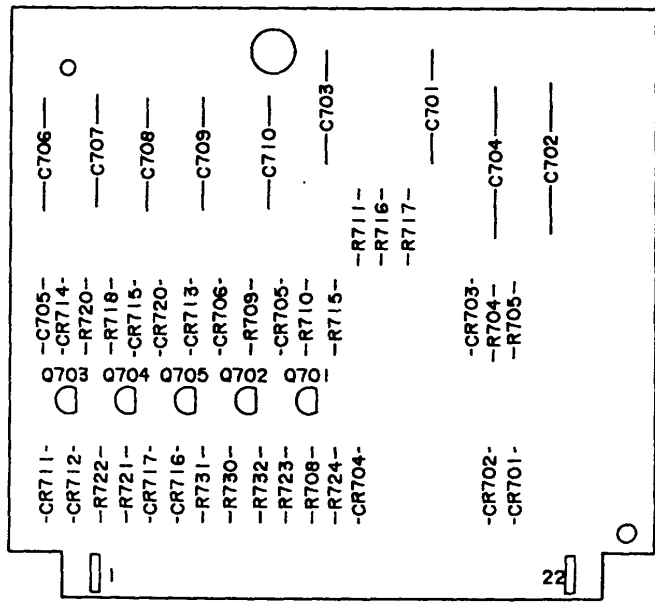 C706
C707
C708
C709
C710
C703
C701
C704
C702
-R711-
-R716-
-R717-
-C705-
-CR714-
-R720-
-R718-
-CR715-
-CR720-
-CR713-
-CR706-
-R709-
-CR705-
-R710-
-R715-
-CR703-
-R704-
-R705-
Q703 Q704 Q705 Q702 Q701
-CR711-
-CR712-
-R722-
-R721-
-CR717-
-CR716-
-R731-
-R730-
-R732-
-R723-
-R708-
-R724-
-CR704-
-CR702-
-CR701-
1
22